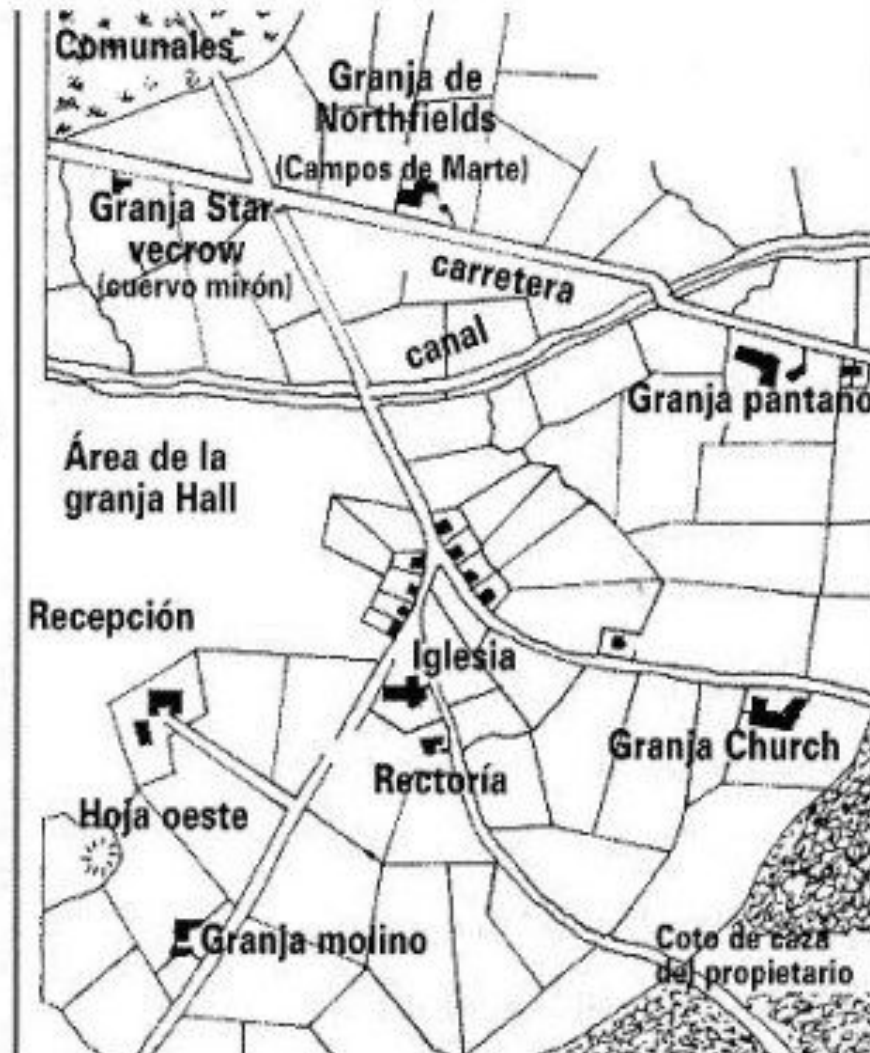 Comunales
Granja de
Northfields
(Campos de Marte)
Granja Star
vecrow
(cuervo mirón)
carretera
canal
Granja pantano
Área de la
granja Hall
Recepción
Iglesia
Granja Church
Rectoría
Hoja oeste
Granja molino
Coto de caza
del propietario